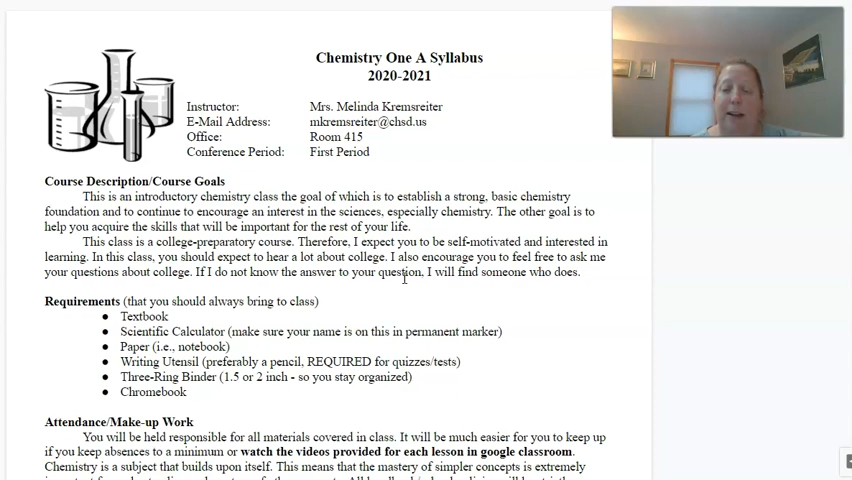 Chemistry One A Syllabus
2020-2021
Instructor: Mrs. Melinda Kremsreiter
E-Mail Address: mkremsreiter@chsd.us
Office: Room 415
Conference Period: First Period
Course Description/Course Goals
This is an introductory chemistry class the goal of which is to establish a strong, basic chemistry
foundation and to continue to encourage an interest in the sciences, especially chemistry. The other goal is to
help you acquire the skills that will be important for the rest of your life.
This class is a college-preparatory course. Therefore, I expect you to be self-motivated and interested in
learning. In this class, you should expect to hear a lot about college. I also encourage you to feel free to ask me
your questions about college. If I do not know the answer to your question, I will find someone who does.
Requirements (that you should always bring to class)
● Textbook
● Scientific Calculator (make sure your name is on this in permanent marker)
● Paper (i.e., notebook)
● Writing Utensil (preferably a pencil, REQUIRED for quizzes/tests)
● Three-Ring Binder (1.5 or 2 inch - so you stay organized)
● Chromebook
Attendance/Make-up Work
You will be held responsible for all materials covered in class. It will be much easier for you to keep up
if you keep absences to a minimum or watch the videos provided for each lesson in google classroom.
Chemistry is a subject that builds upon itself. This means that the mastery of simpler concepts is extremely